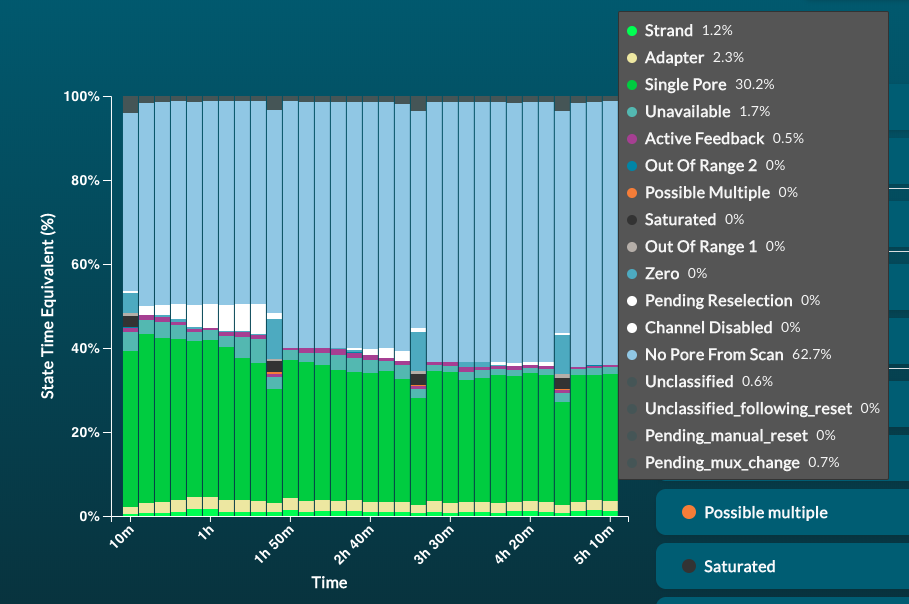 Strand 1.2%
Adapter 2.3%
Single Pore 30.2%
Unavailable 1.7%
Active Feedback 0.5%
Out Of Range 2 0%
Possible Multiple 0%
Saturated 0%
Out Of Range 1 0%
Zero 0%
Pending Reselection 0%
Channel Disabled 0%
No Pore From Scan 62.7%
Unclassified 0.6%
Unclassified_following_reset 0%
Pending_manual_reset 0%
Pending_mux_change 0.7%
State Time Equivalent (%)
100%
80%
60%
40%
20%
0%
10m
1h
1h 50m
2h 40m
3h 30m
4h 20m
5h 10m
Time
Possible multiple
Saturated